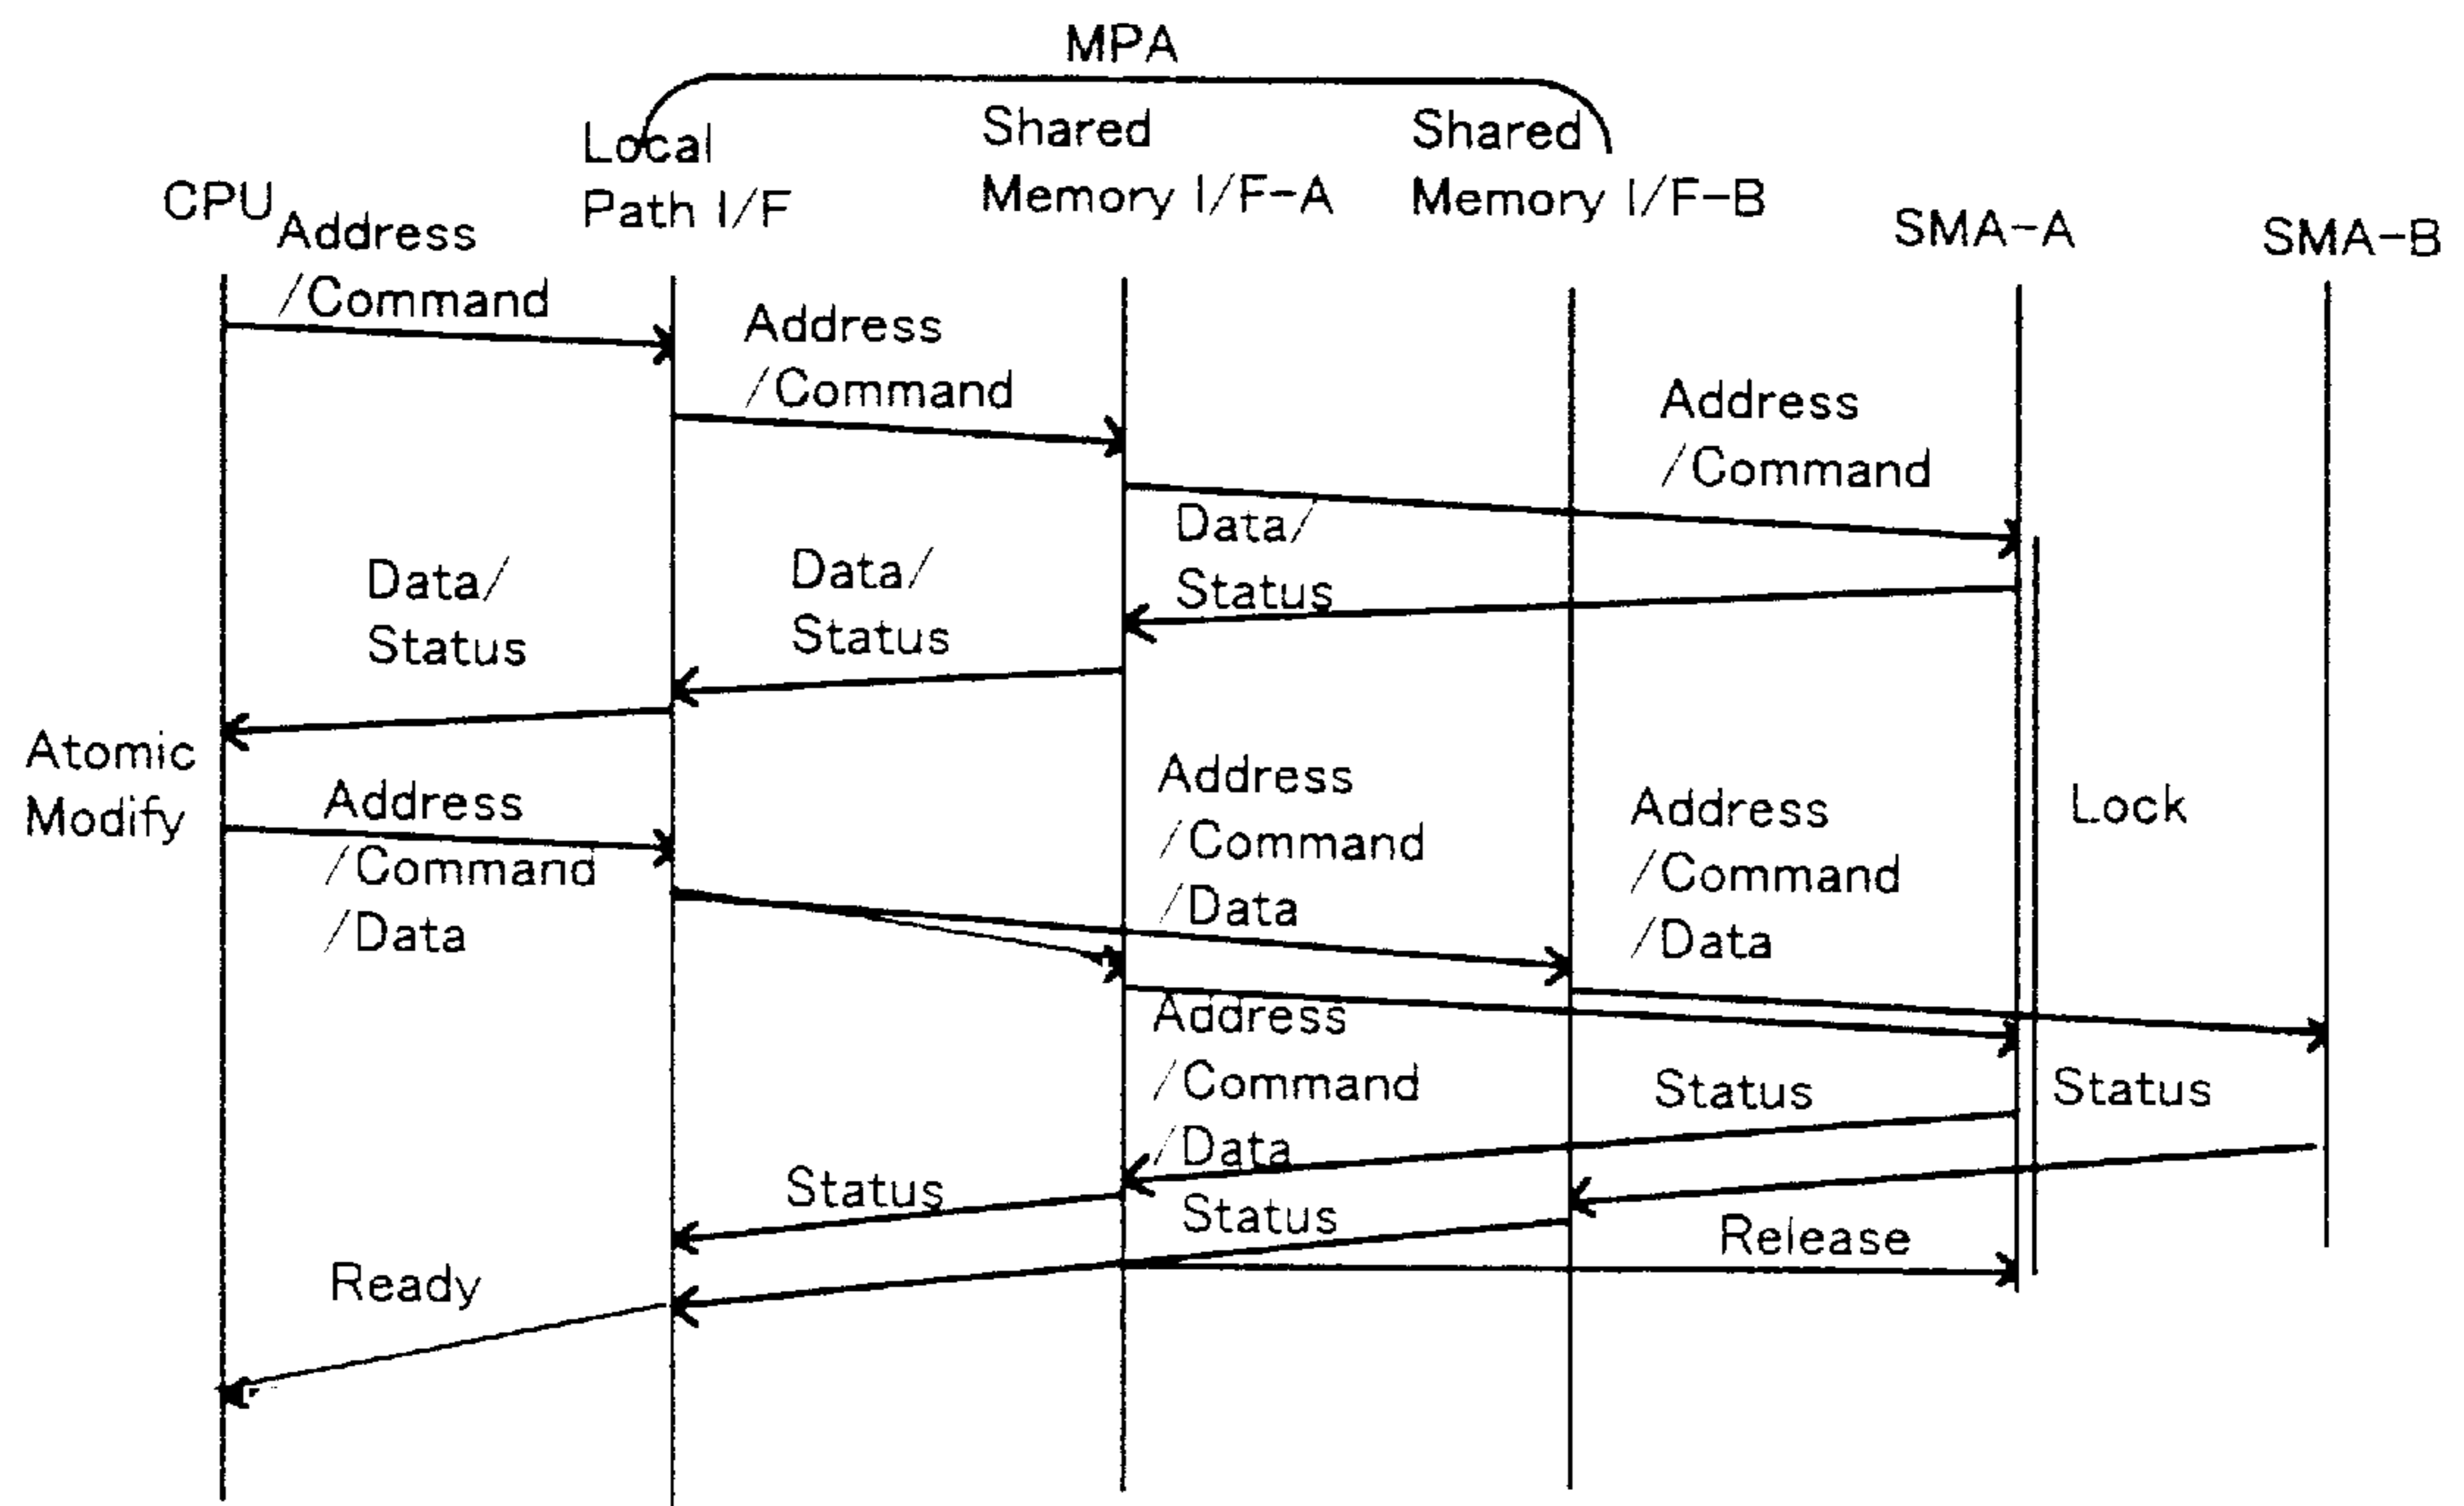 MPA
Local
Path I/F
Shared
Memory I/F-A
Shared
Memory I/F-B
CPU
SMA-A
SMA-B
Address
/Command
Address
/Command
Address
/Command
Data/
Status
Data/
Status
Data/
Status
Atomic
Modify
Address
/Command
/Data
Address
/Command
/Data
Address
/Command
/Data
Lock
Address
/Command
/Data
Status
Status
Status
Status
Release
Ready